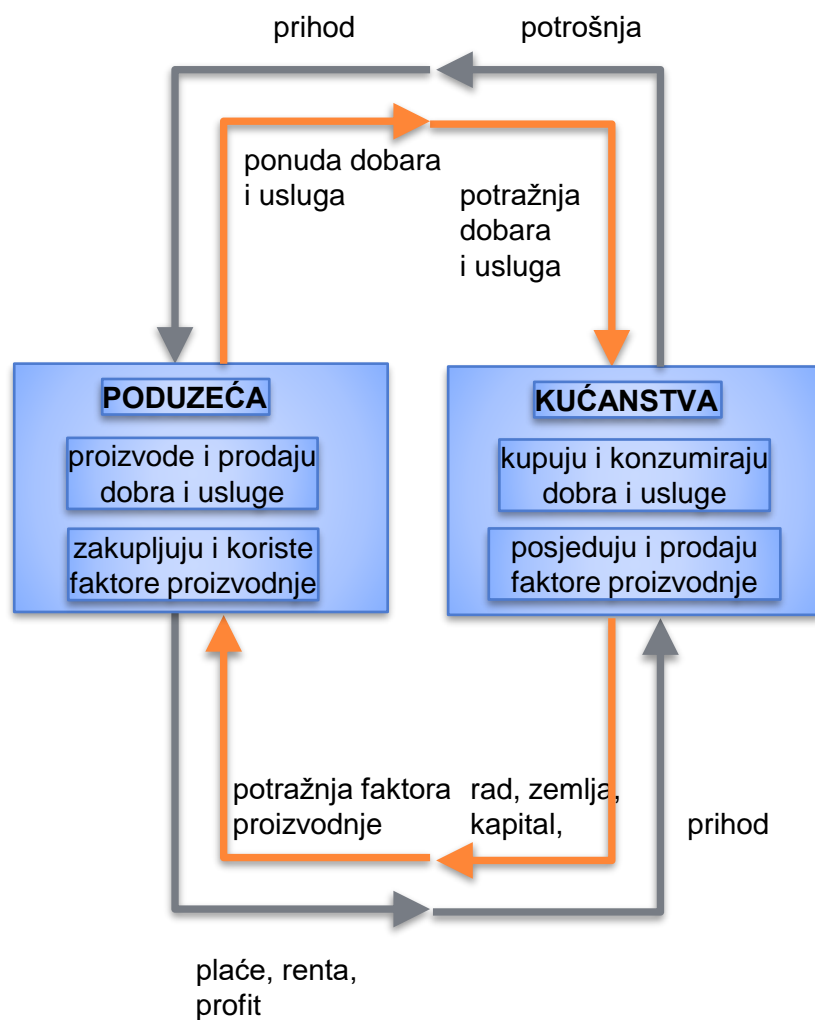 prihod
potrošnja
ponuda dobara
i usluga
potražnja
dobara
i usluga
PODUZEĆA
proizvode i prodaju
dobra i usluge
zakupljuju i koriste
faktore proizvodnje
KUĆANSTVA
kupuju i konzumiraju
dobra i usluge
posjeduju i prodaju
faktore proizvodnje
potražnja faktora
proizvodnje
rad, zemlja,
kapital,
prihod
plaće, renta,
profit